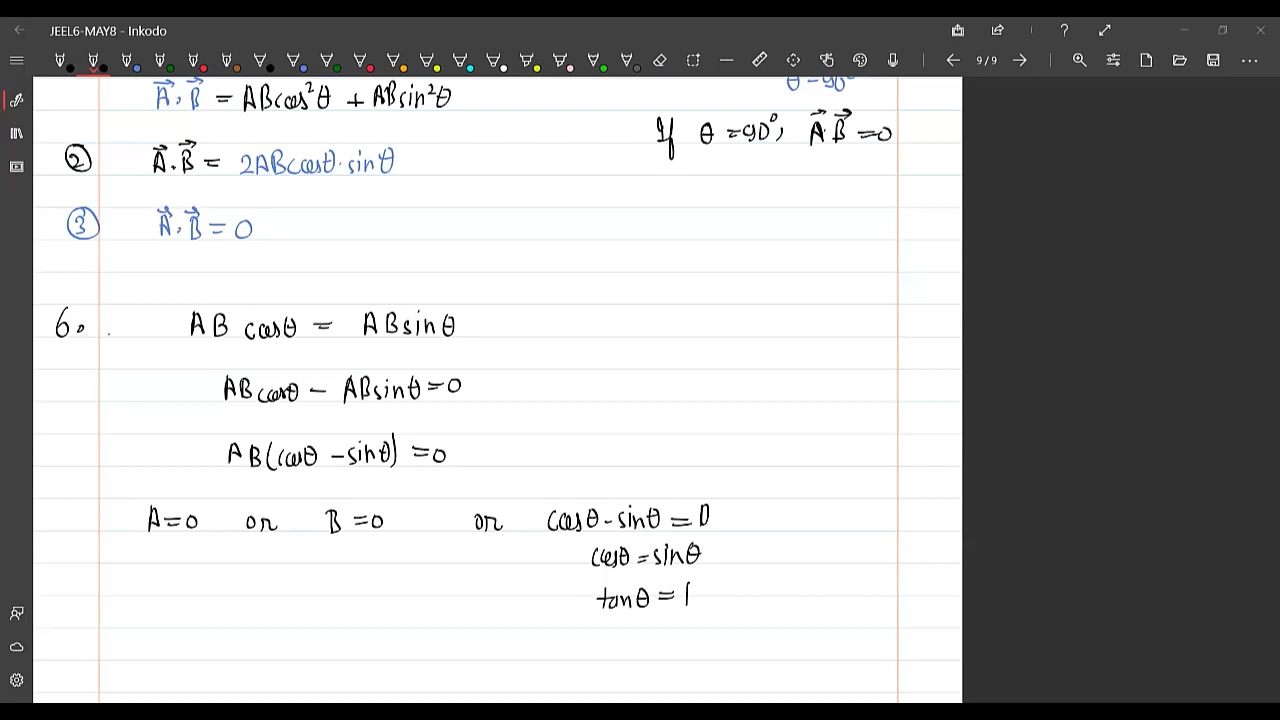 JEEL6-MAY8 - Inkodo
9/9
A⃗.B⃗ = ABcos²θ + ABsin²θ
θ = 90°
If θ = 90°, A⃗.B⃗ = 0
② A⃗.B⃗ = 2ABcosθ.sinθ
③ A⃗.B⃗ = 0
6. AB cosθ = ABsinθ
ABcosθ - ABsinθ = 0
AB(cosθ - sinθ) = 0
A = 0 or B = 0 or cosθ - sinθ = 0
cosθ = sinθ
tanθ = 1